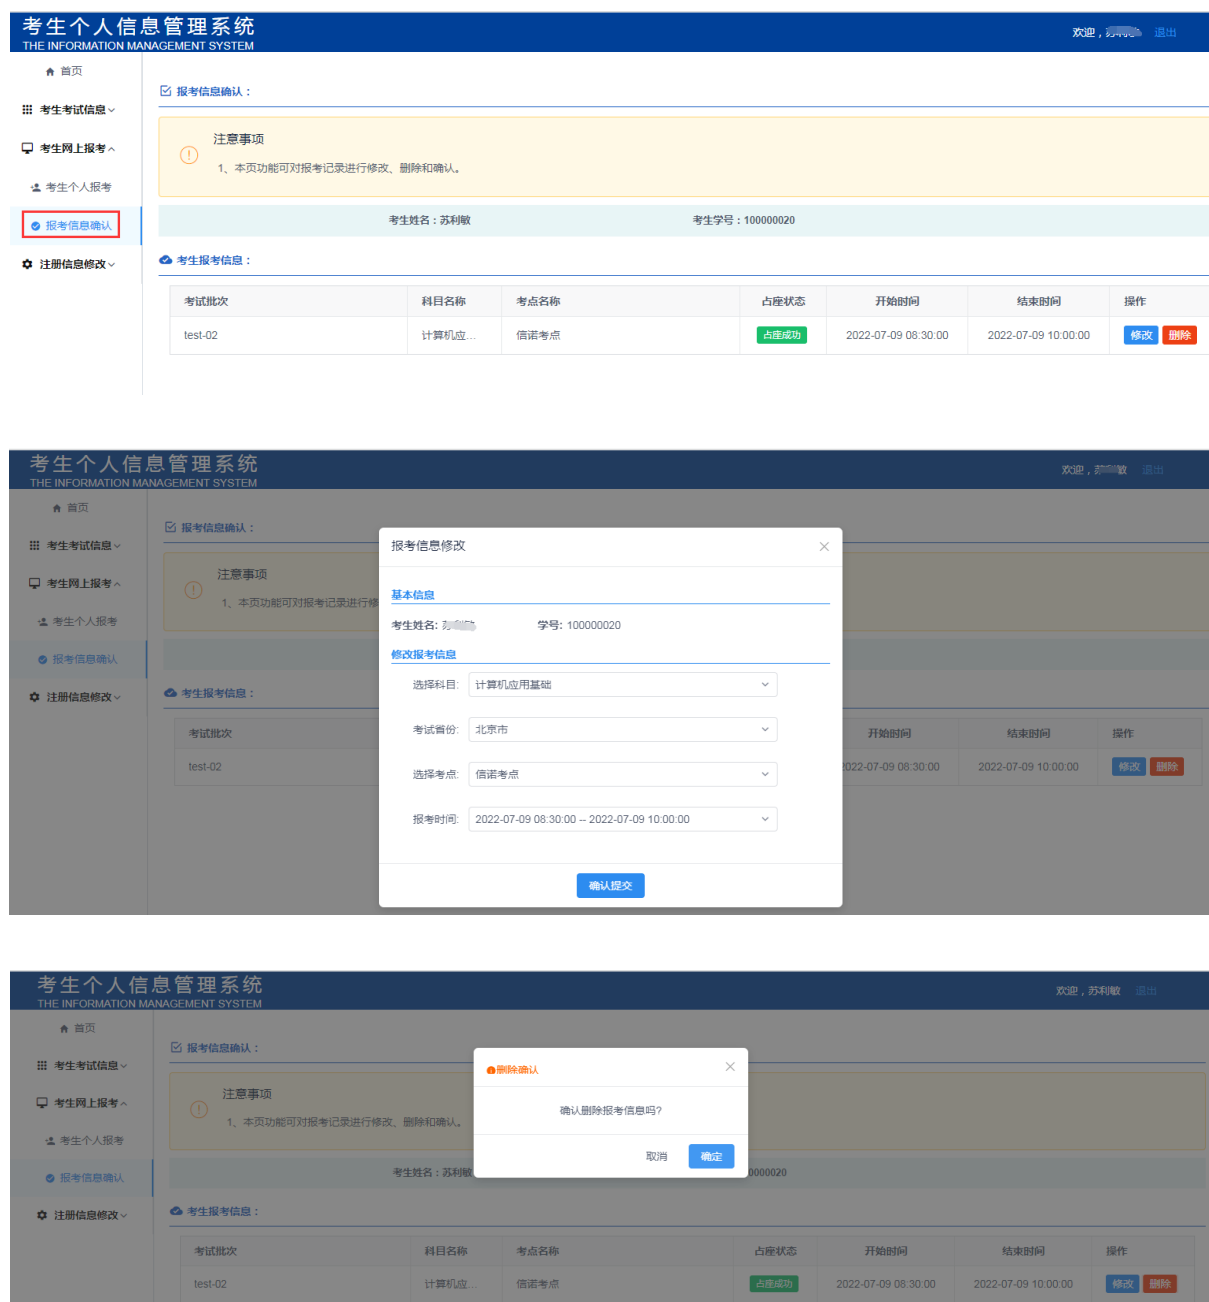 考生个人信息管理系统
THE INFORMATION MANAGEMENT SYSTEM
欢迎， 退出
首页
考生考试信息
考生网上报考
考生个人报考
报考信息确认
注册信息修改
报考信息确认：
注意事项
1、本页功能可对报考记录进行修改、删除和确认。
考生姓名：苏利敏 考生学号：100000020
考生报考信息：
考试批次 科目名称 考点名称 占座状态 开始时间 结束时间 操作
test-02 计算机应... 信诺考点 占座成功 2022-07-09 08:30:00 2022-07-09 10:00:00 修改 删除
考生个人信息管理系统
THE INFORMATION MANAGEMENT SYSTEM
欢迎， 敏 退出
首页
考生考试信息
考生网上报考
考生个人报考
报考信息确认
注册信息修改
报考信息确认：
注意事项
1、本页功能可对报考记录进行修
考生报考信息：
考试批次 开始时间 结束时间 操作
test-02 2022-07-09 08:30:00 2022-07-09 10:00:00 修改 删除
报考信息修改
基本信息
考生姓名: 学号: 100000020
修改报考信息
选择科目: 计算机应用基础
考试省份: 北京市
选择考点: 信诺考点
报考时间: 2022-07-09 08:30:00 -- 2022-07-09 10:00:00
确认提交
考生个人信息管理系统
THE INFORMATION MANAGEMENT SYSTEM
欢迎，苏利敏 退出
首页
考生考试信息
考生网上报考
考生个人报考
报考信息确认
注册信息修改
报考信息确认：
注意事项
1、本页功能可对报考记录进行修改、删除和确认。
考生姓名：苏利敏 0000020
删除确认
确认删除报考信息吗?
取消 确定
考生报考信息：
考试批次 科目名称 考点名称 占座状态 开始时间 结束时间 操作
test-02 计算机应... 信诺考点 占座成功 2022-07-09 08:30:00 2022-07-09 10:00:00 修改 删除